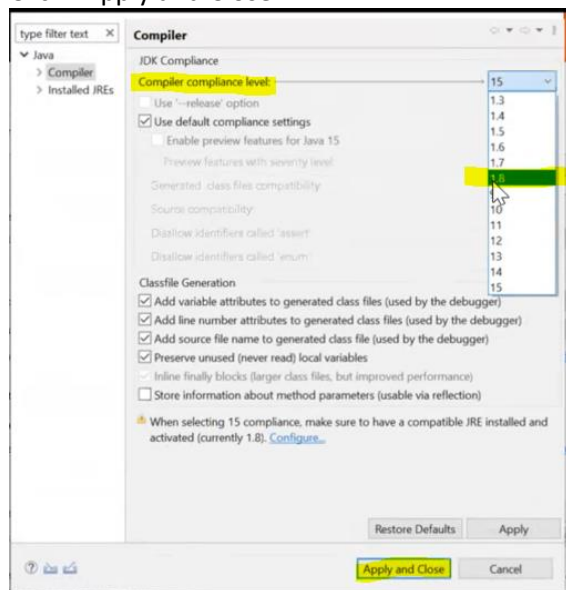 type filter text
Compiler
Java
Compiler
Installed JREs
JDK Compliance
Compiler compliance level:
15
1.3
1.4
1.5
1.6
1.7
1.8
10
11
12
13
14
15
Use '--release' option
Use default compliance settings
Enable preview features for Java 15
Preview features with severity level:
Generated .class files compatibility:
Source compatibility:
Disallow identifiers called 'assert'
Disallow identifiers called 'enum'
Classfile Generation
Add variable attributes to generated class files (used by the debugger)
Add line number attributes to generated class files (used by the debugger)
Add source file name to generated class file (used by the debugger)
Preserve unused (never read) local variables
Inline finally blocks (larger class files, but improved performance)
Store information about method parameters (usable via reflection)
When selecting 15 compliance, make sure to have a compatible JRE installed and
activated (currently 1.8). Configure...
Restore Defaults
Apply
Apply and Close
Cancel